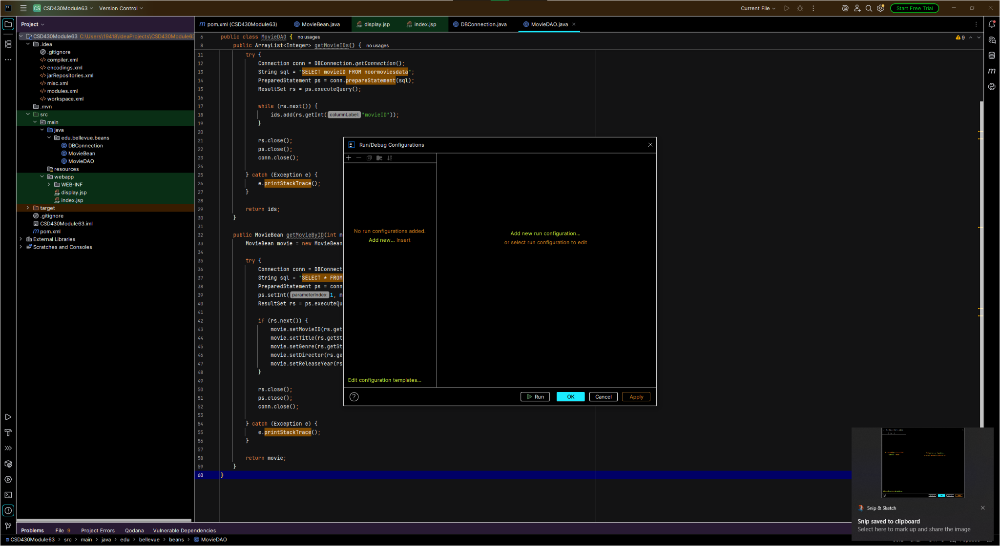 CS CSD430Module63 Version Control Current File Start Free Trial
Project
pom.xml (CSD430Module63) MovieBean.java display.jsp index.jsp DBConnection.java MovieDAO.java
CSD430Module63 C:\Users\19418\IdeaProjects\CSD430Module63
.idea
.gitignore
compiler.xml
encodings.xml
jarRepositories.xml
misc.xml
modules.xml
workspace.xml
.mvn
src
main
java
edu.bellevue.beans
DBConnection
MovieBean
MovieDAO
resources
webapp
WEB-INF
display.jsp
index.jsp
target
.gitignore
CSD430Module63.iml
pom.xml
External Libraries
Scratches and Consoles
9
6 public class MovieDAO { no usages
8 public ArrayList<Integer> getMovieIDs() { no usages
11 try {
12 Connection conn = DBConnection.getConnection();
13 String sql = "SELECT movieID FROM noormoviesdata";
14 PreparedStatement ps = conn.prepareStatement(sql);
15 ResultSet rs = ps.executeQuery();
16
17 while (rs.next()) {
18 ids.add(rs.getInt( columnLabel: "movieID"));
19 }
20
21 rs.close();
22 ps.close();
23 conn.close();
24
25 } catch (Exception e) {
26 e.printStackTrace();
27 }
28
29 return ids;
30 }
31
32 public MovieBean getMovieByID(int m
33 MovieBean movie = new MovieBean
34
35 try {
36 Connection conn = DBConnect
37 String sql = "SELECT * FROM
38 PreparedStatement ps = conn
39 ps.setInt( parameterIndex: 1, m
40 ResultSet rs = ps.executeQu
41
42 if (rs.next()) {
43 movie.setMovieID(rs.get
44 movie.setTitle(rs.getSt
45 movie.setGenre(rs.getSt
46 movie.setDirector(rs.ge
47 movie.setReleaseYear(rs
48 }
49
50 rs.close();
51 ps.close();
52 conn.close();
53
54 } catch (Exception e) {
55 e.printStackTrace();
56 }
57
58 return movie;
59 }
60 }
Run/Debug Configurations
No run configurations added.
Add new... Insert
Add new run configuration...
or select run configuration to edit
Edit configuration templates...
? Run OK Cancel Apply
Snip & Sketch
Snip saved to clipboard
Select here to mark up and share the image
Problems File 9 Project Errors Qodana Vulnerable Dependencies
CSD430Module63 > src > main > java > edu > bellevue > beans > MovieDAO